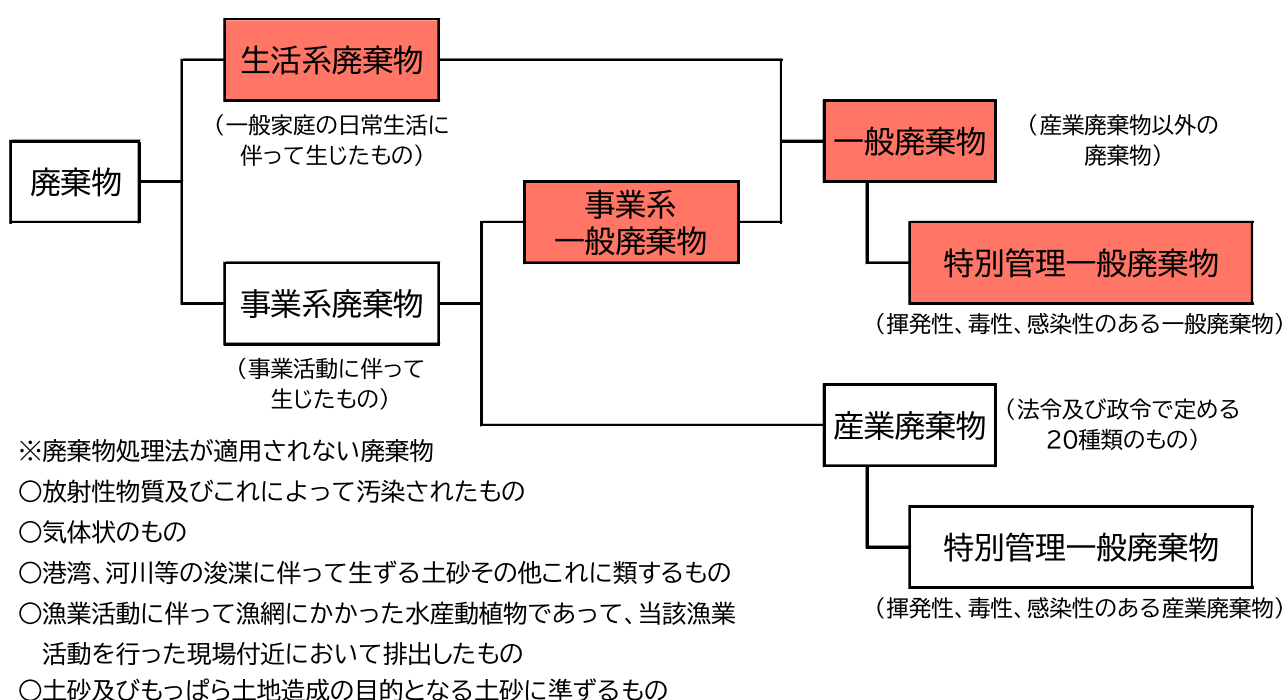 生活系廃棄物
（一般家庭の日常生活に
伴って生じたもの）
廃棄物
事業系
一般廃棄物
一般廃棄物
（産業廃棄物以外の
廃棄物）
特別管理一般廃棄物
（揮発性、毒性、感染性のある一般廃棄物）
事業系廃棄物
（事業活動に伴って
生じたもの）
産業廃棄物
（法令及び政令で定める
20種類のもの）
特別管理一般廃棄物
（揮発性、毒性、感染性のある産業廃棄物）
※廃棄物処理法が適用されない廃棄物
○放射性物質及びこれによって汚染されたもの
○気体状のもの
○港湾、河川等の浚渫に伴って生ずる土砂その他これに類するもの
○漁業活動に伴って漁網にかかった水産動植物であって、当該漁業
活動を行った現場付近において排出したもの
○土砂及びもっぱら土地造成の目的となる土砂に準ずるもの